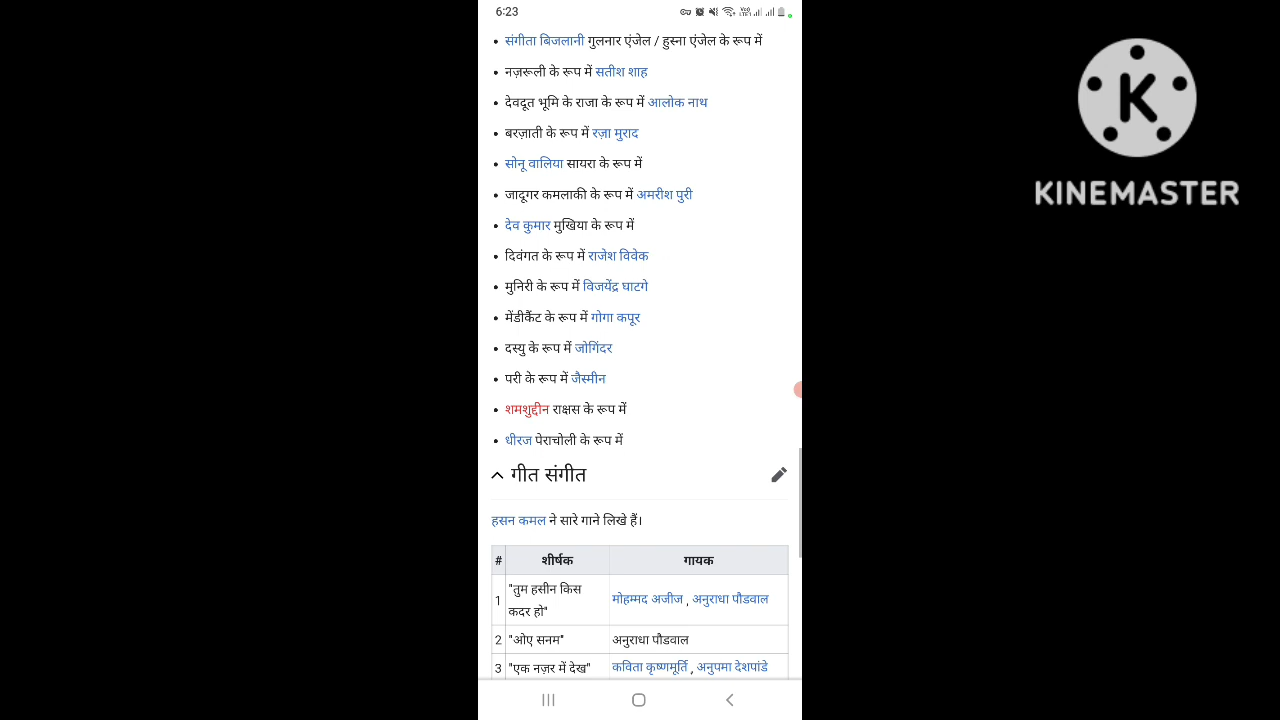 6:23
संगीता बिजलानी गुलनार एंजेल / हुस्ना एंजेल के रूप में
नज़रूली के रूप में सतीश शाह
देवदूत भूमि के राजा के रूप में आलोक नाथ
बरज़ाती के रूप में रज़ा मुराद
सोनू वालिया सायरा के रूप में
जादूगर कमलाकी के रूप में अमरीश पुरी
देव कुमार मुखिया के रूप में
दिवंगत के रूप में राजेश विवेक
मुनिरी के रूप में विजयेंद्र घाटगे
मेंडीकैंट के रूप में गोगा कपूर
दस्यु के रूप में जोगिंदर
परी के रूप में जैस्मीन
शमशुद्दीन राक्षस के रूप में
धीरज पेराचोली के रूप में
गीत संगीत
हसन कमल ने सारे गाने लिखे हैं।
# शीर्षक गायक
1 "तुम हसीन किस कदर हो" मोहम्मद अजीज , अनुराधा पौडवाल
2 "ओए सनम" अनुराधा पौडवाल
3 "एक नज़र में देख" कविता कृष्णमूर्ति , अनुपमा देशपांडे
K
KINEMASTER